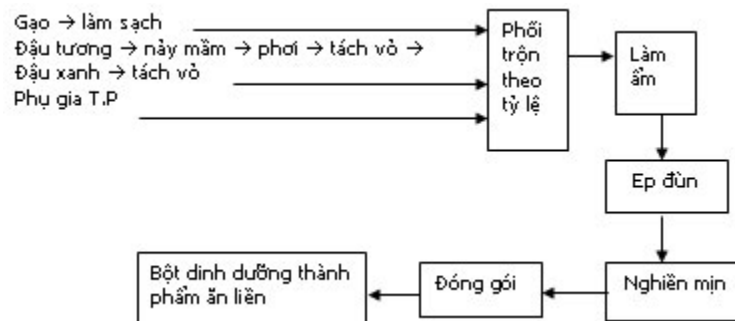 Gạo → làm sạch
Đậu tương → nảy mầm → phơi → tách vỏ →
Đậu xanh → tách vỏ
Phụ gia T.P
Phối
trộn
theo
tỷ lệ
Làm
ẩm
Ep đùn
Nghiền mịn
Đóng gói
Bột dinh dưỡng thành
phẩm ăn liền